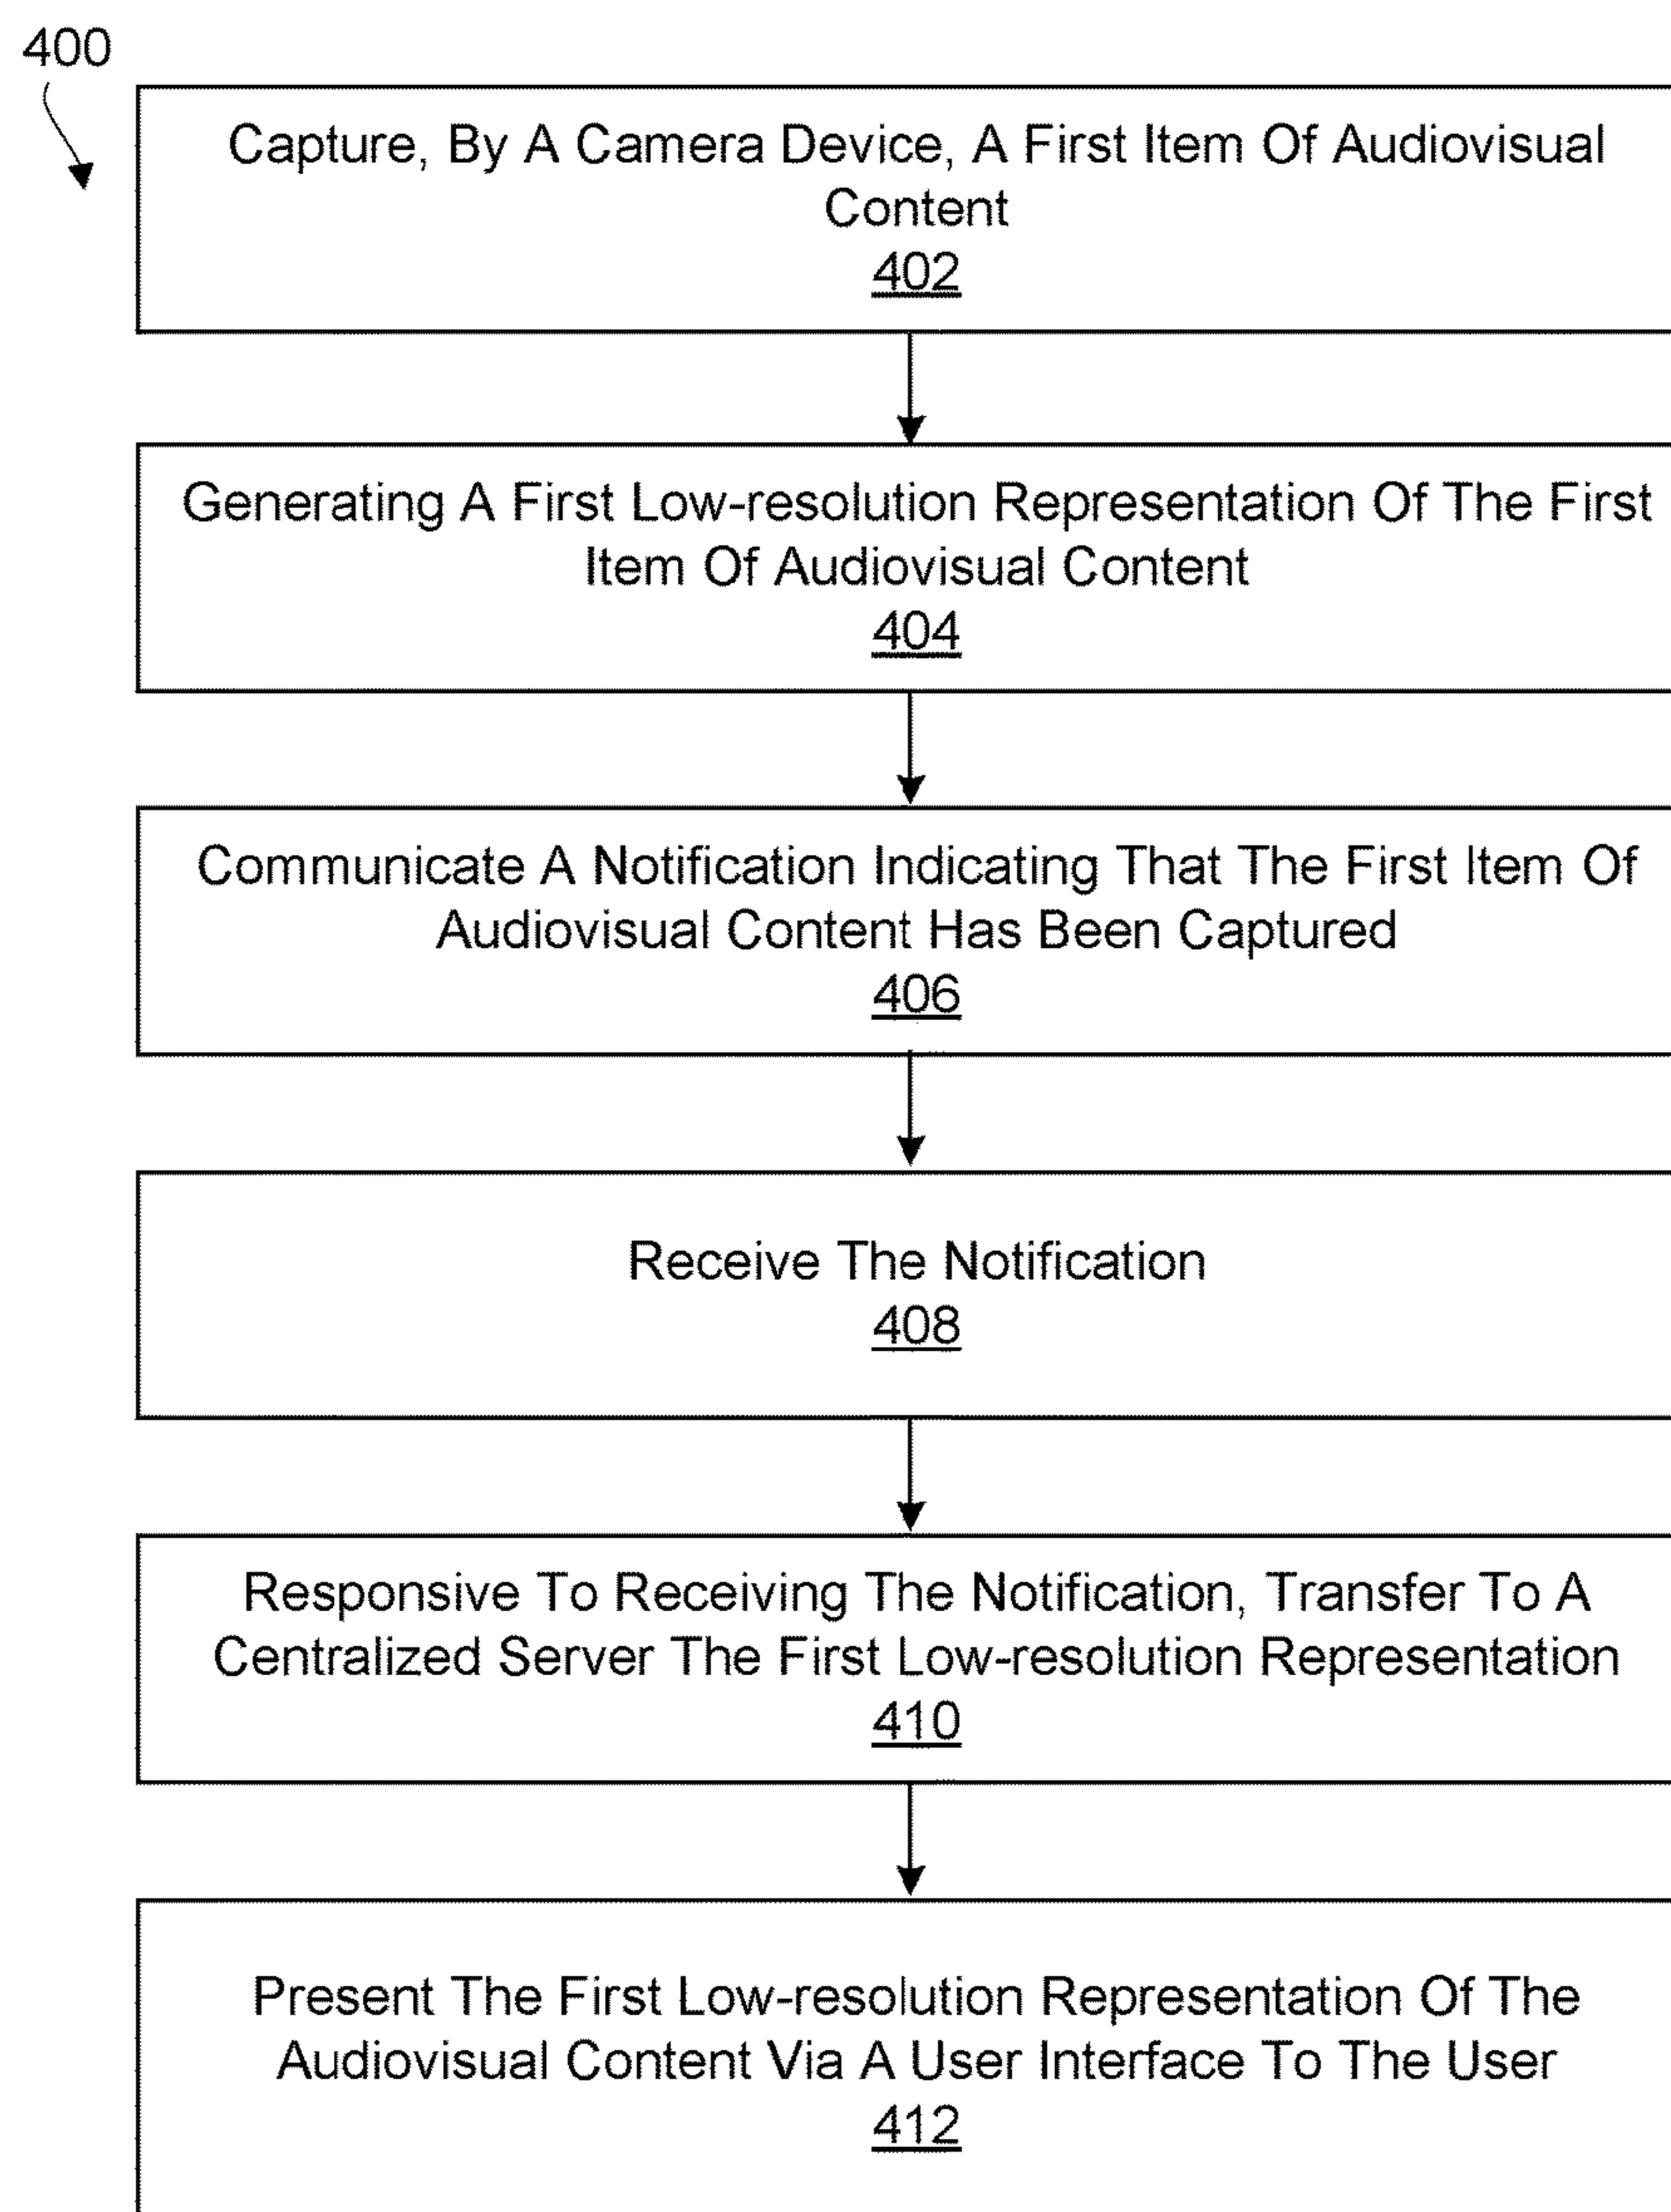 400
Capture, By A Camera Device, A First Item Of Audiovisual
Content
402
Generating A First Low-resolution Representation Of The First
Item Of Audiovisual Content
404
Communicate A Notification Indicating That The First Item Of
Audiovisual Content Has Been Captured
406
Receive The Notification
408
Responsive To Receiving The Notification, Transfer To A
Centralized Server The First Low-resolution Representation
410
Present The First Low-resolution Representation Of The
Audiovisual Content Via A User Interface To The User
412